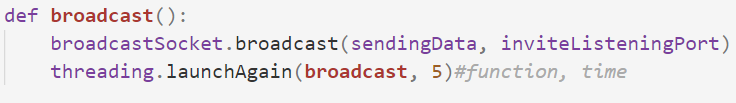 def broadcast():
    broadcastSocket.broadcast(sendingData, inviteListeningPort)
    threading.launchAgain(broadcast, 5)#function, time